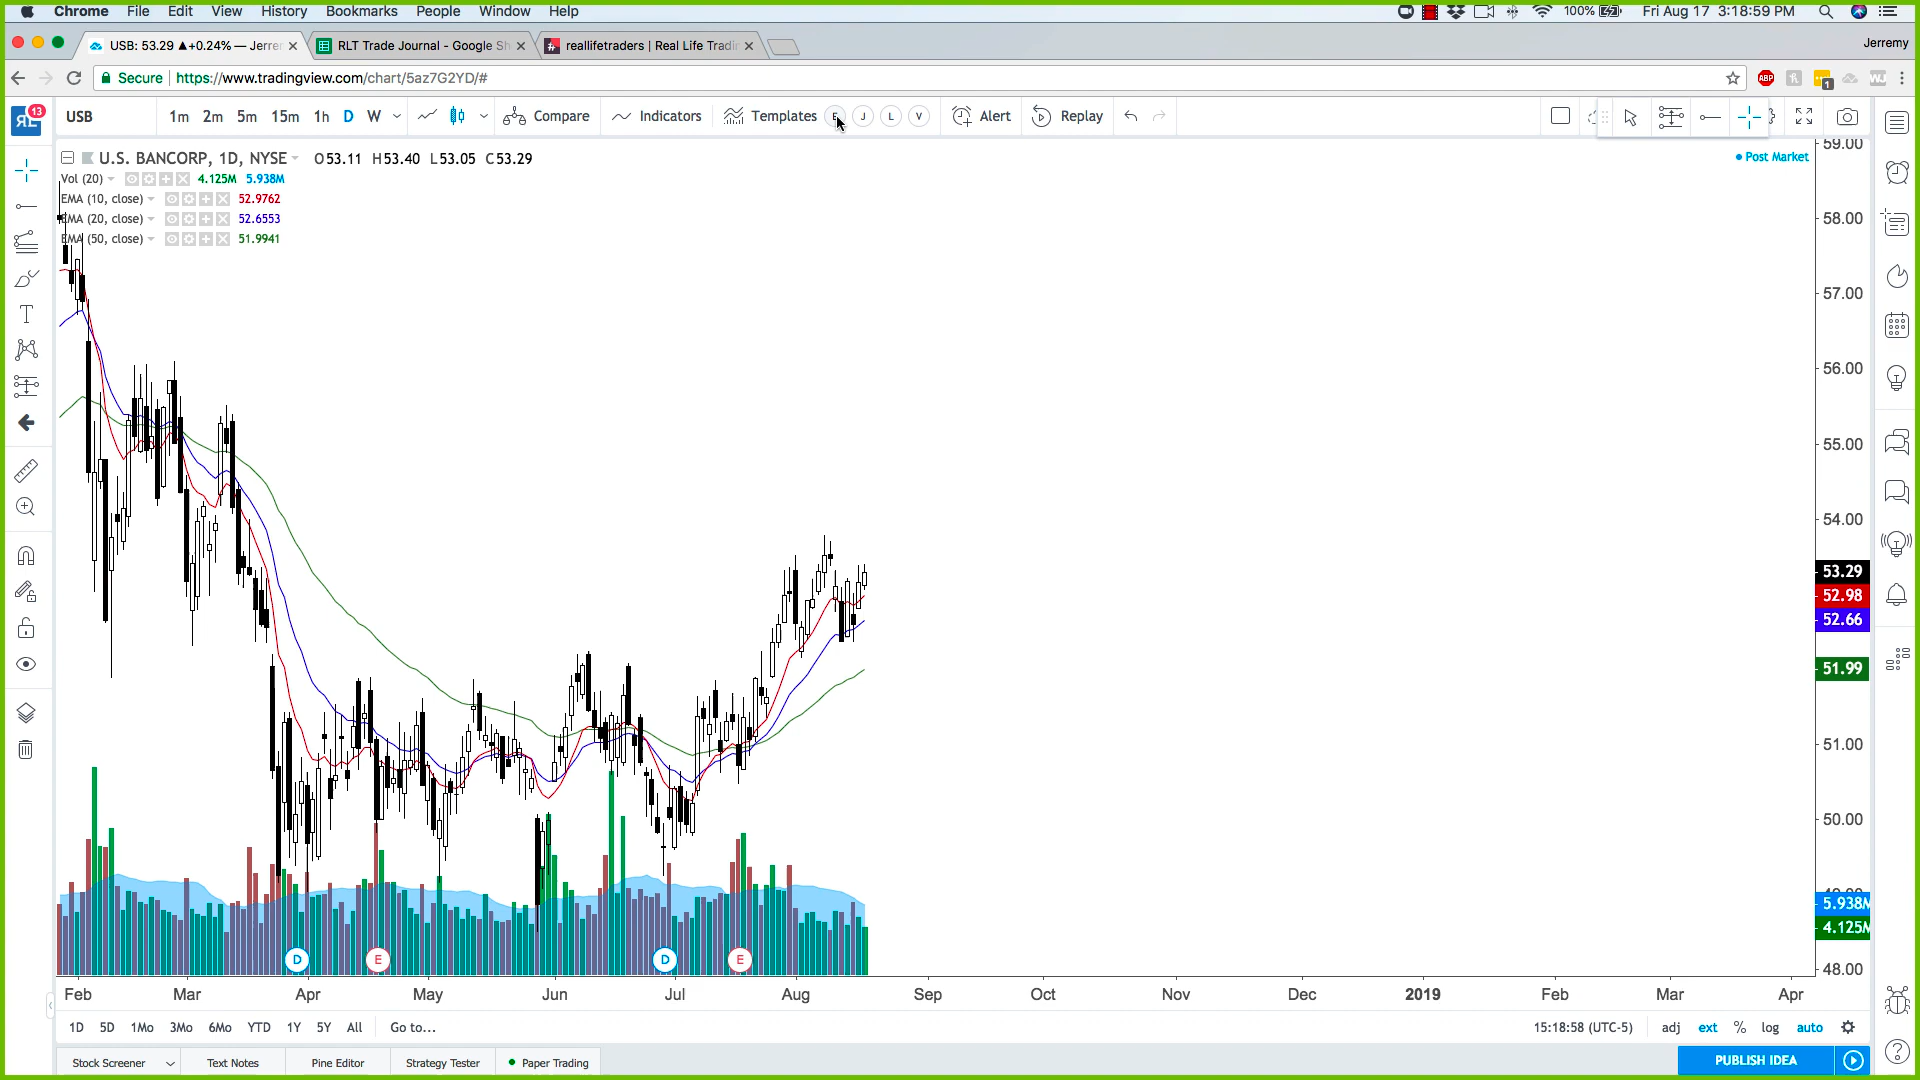 Chrome File Edit View History Bookmarks People Window Help 100% Fri Aug 17 3:18:59 PM
USB: 53.29 ▲+0.24% — Jerre RLT Trade Journal - Google Sh reallifetraders | Real Life Tradi Jerremy
Secure https://www.tradingview.com/chart/5az7G2YD/# ABP 1 WJ
13 USB 1m 2m 5m 15m 1h D W Compare Indicators Templates E J L V Alert Replay
U.S. BANCORP, 1D, NYSE O53.11 H53.40 L53.05 C53.29 Post Market
Vol (20) 4.125M 5.938M
EMA (10, close) 52.9762
EMA (20, close) 52.6553
EMA (50, close) 51.9941
59.00
58.00
57.00
56.00
55.00
54.00
53.29
52.98
52.66
51.99
51.00
50.00
5.938M
4.125M
48.00
D E D E
Feb Mar Apr May Jun Jul Aug Sep Oct Nov Dec 2019 Feb Mar Apr
1D 5D 1Mo 3Mo 6Mo YTD 1Y 5Y All Go to... 15:18:58 (UTC-5) adj ext % log auto
Stock Screener Text Notes Pine Editor Strategy Tester Paper Trading PUBLISH IDEA